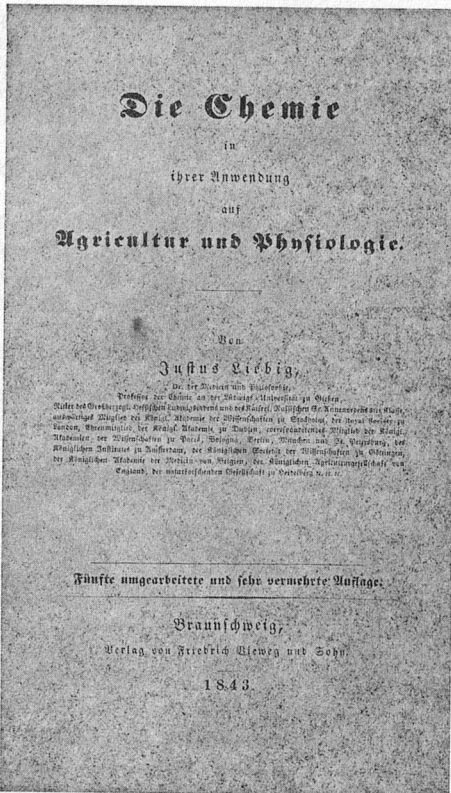 Die Chemie
in
ihrer Anwendung
auf
Agricultur und Physiologie.
Von
Justus Liebig,
Dr. der Medicin und Philosophie,
Professor der Chemie an der Ludwigs-Universität zu Gießen,
Ritter des Großherzogl. Hessischen Ludwigsordens und des Kaiserl. Russischen St. Annenordens Classe,
auswärtiges Mitglied der Königl. Akademie der Wissenschaften zu Stockholm, der Royal Society zu
London, Ehrenmitglied der Königl. Akademie zu Dublin, correspondirendes Mitglied der Königl.
Akademien der Wissenschaften zu Paris, Bologna, Berlin, München und St. Petersburg, des
Königlichen Institutes zu Amsterdam, der Königlichen Societät der Wissenschaften zu Göttingen,
der Königlichen Akademie der Medicin von Belgien, der Königlichen Agriculturgesellschaft von
England, der naturforschenden Gesellschaft zu Heidelberg
Fünfte umgearbeitete und sehr vermehrte Auflage.
Braunschweig,
Verlag von Friedrich Vieweg und Sohn.
1843.